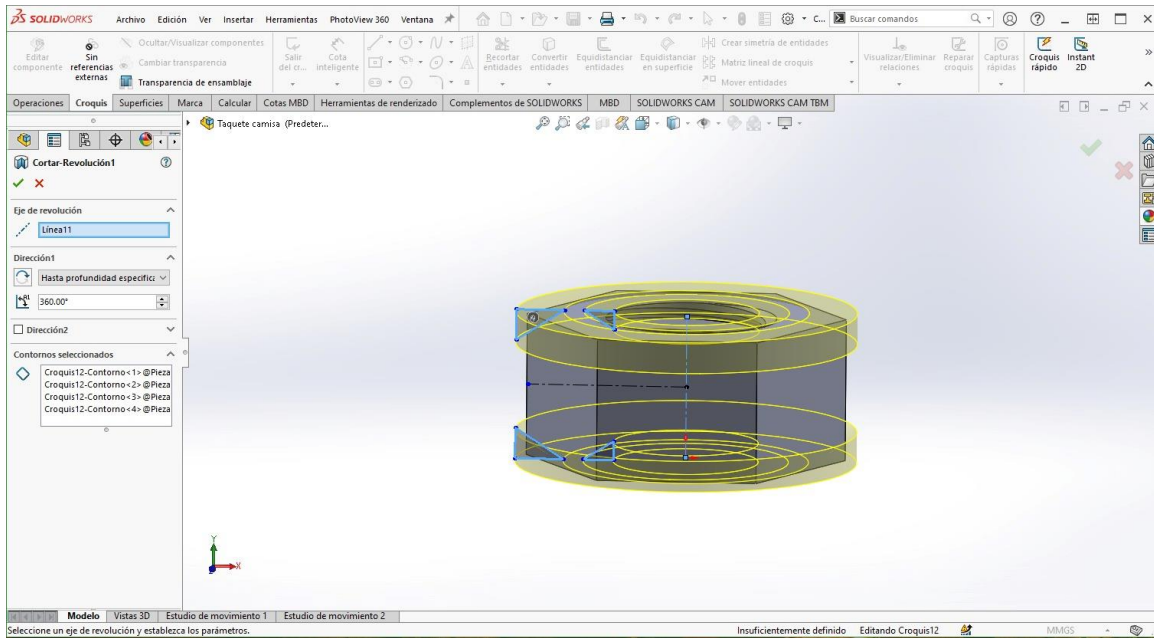 SOLIDWORKS Archivo Edición Ver Insertar Herramientas PhotoView 360 Ventana C... Buscar comandos
Editar componente
Sin referencias externas
Ocultar/Visualizar componentes
Cambiar transparencia
Transparencia de ensamblaje
Salir del cr...
Cota inteligente
Recortar entidades
Convertir entidades
Equidistanciar entidades
Equidistanciar en superficie
Crear simetría de entidades
Matriz lineal de croquis
Mover entidades
Visualizar/Eliminar relaciones
Reparar croquis
Capturas rápidas
Croquis rápido
Instant 2D
Operaciones Croquis Superficies Marca Calcular Cotas MBD Herramientas de renderizado Complementos de SOLIDWORKS MBD SOLIDWORKS CAM SOLIDWORKS CAM TBM
Taquete camisa (Predeter...
Cortar-Revolución1
Eje de revolución
Línea11
Dirección1
Hasta profundidad específica
360.00°
Dirección2
Contornos seleccionados
Croquis12-Contorno<1>@Pieza
Croquis12-Contorno<2>@Pieza
Croquis12-Contorno<3>@Pieza
Croquis12-Contorno<4>@Pieza
Y
X
Modelo Vistas 3D Estudio de movimiento 1 Estudio de movimiento 2
Seleccione un eje de revolución y establezca los parámetros. Insuficientemente definido Editando Croquis12 MMGS